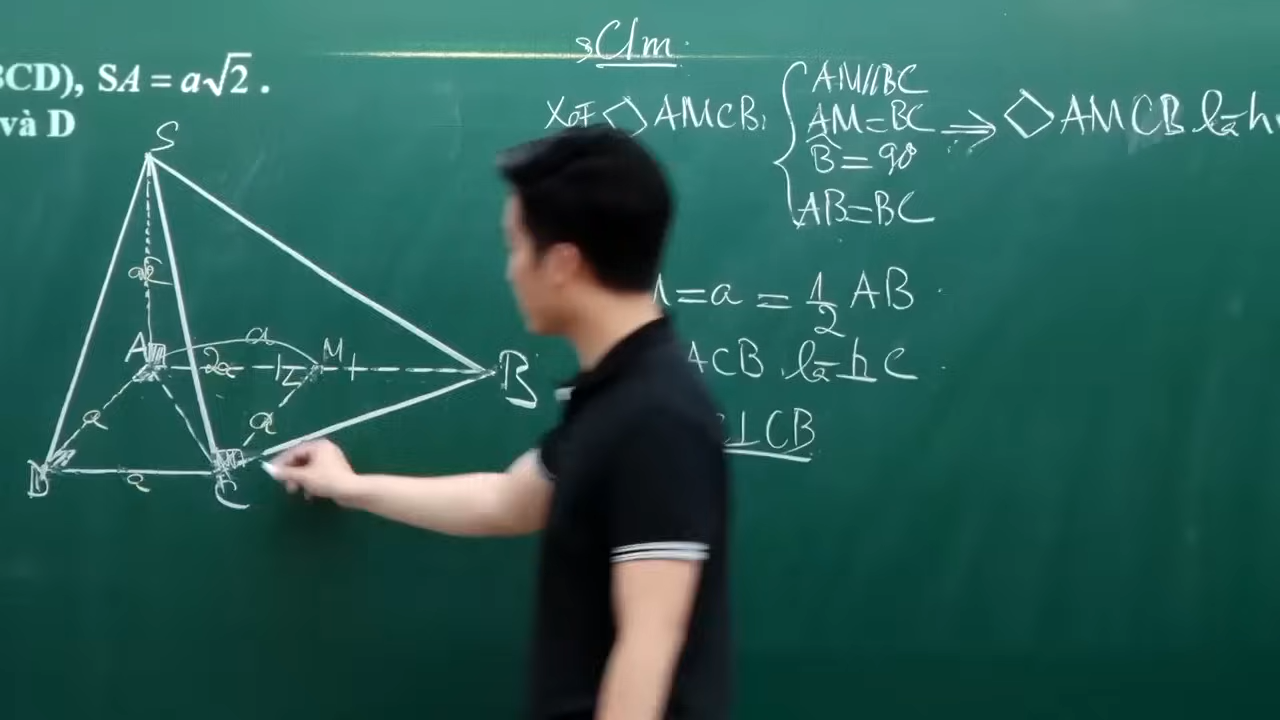 BCD), SA = a√2 .
và D
C/m
Xét ◇AMCB,
AM//BC
AM=BC
B̂ = 90°
AB=BC
=> ◇AMCB là h
=a = 1/2 AB
ACB là h c
⊥CB
S
a√2
A
a
2a
M
B
a
a
D
a
C